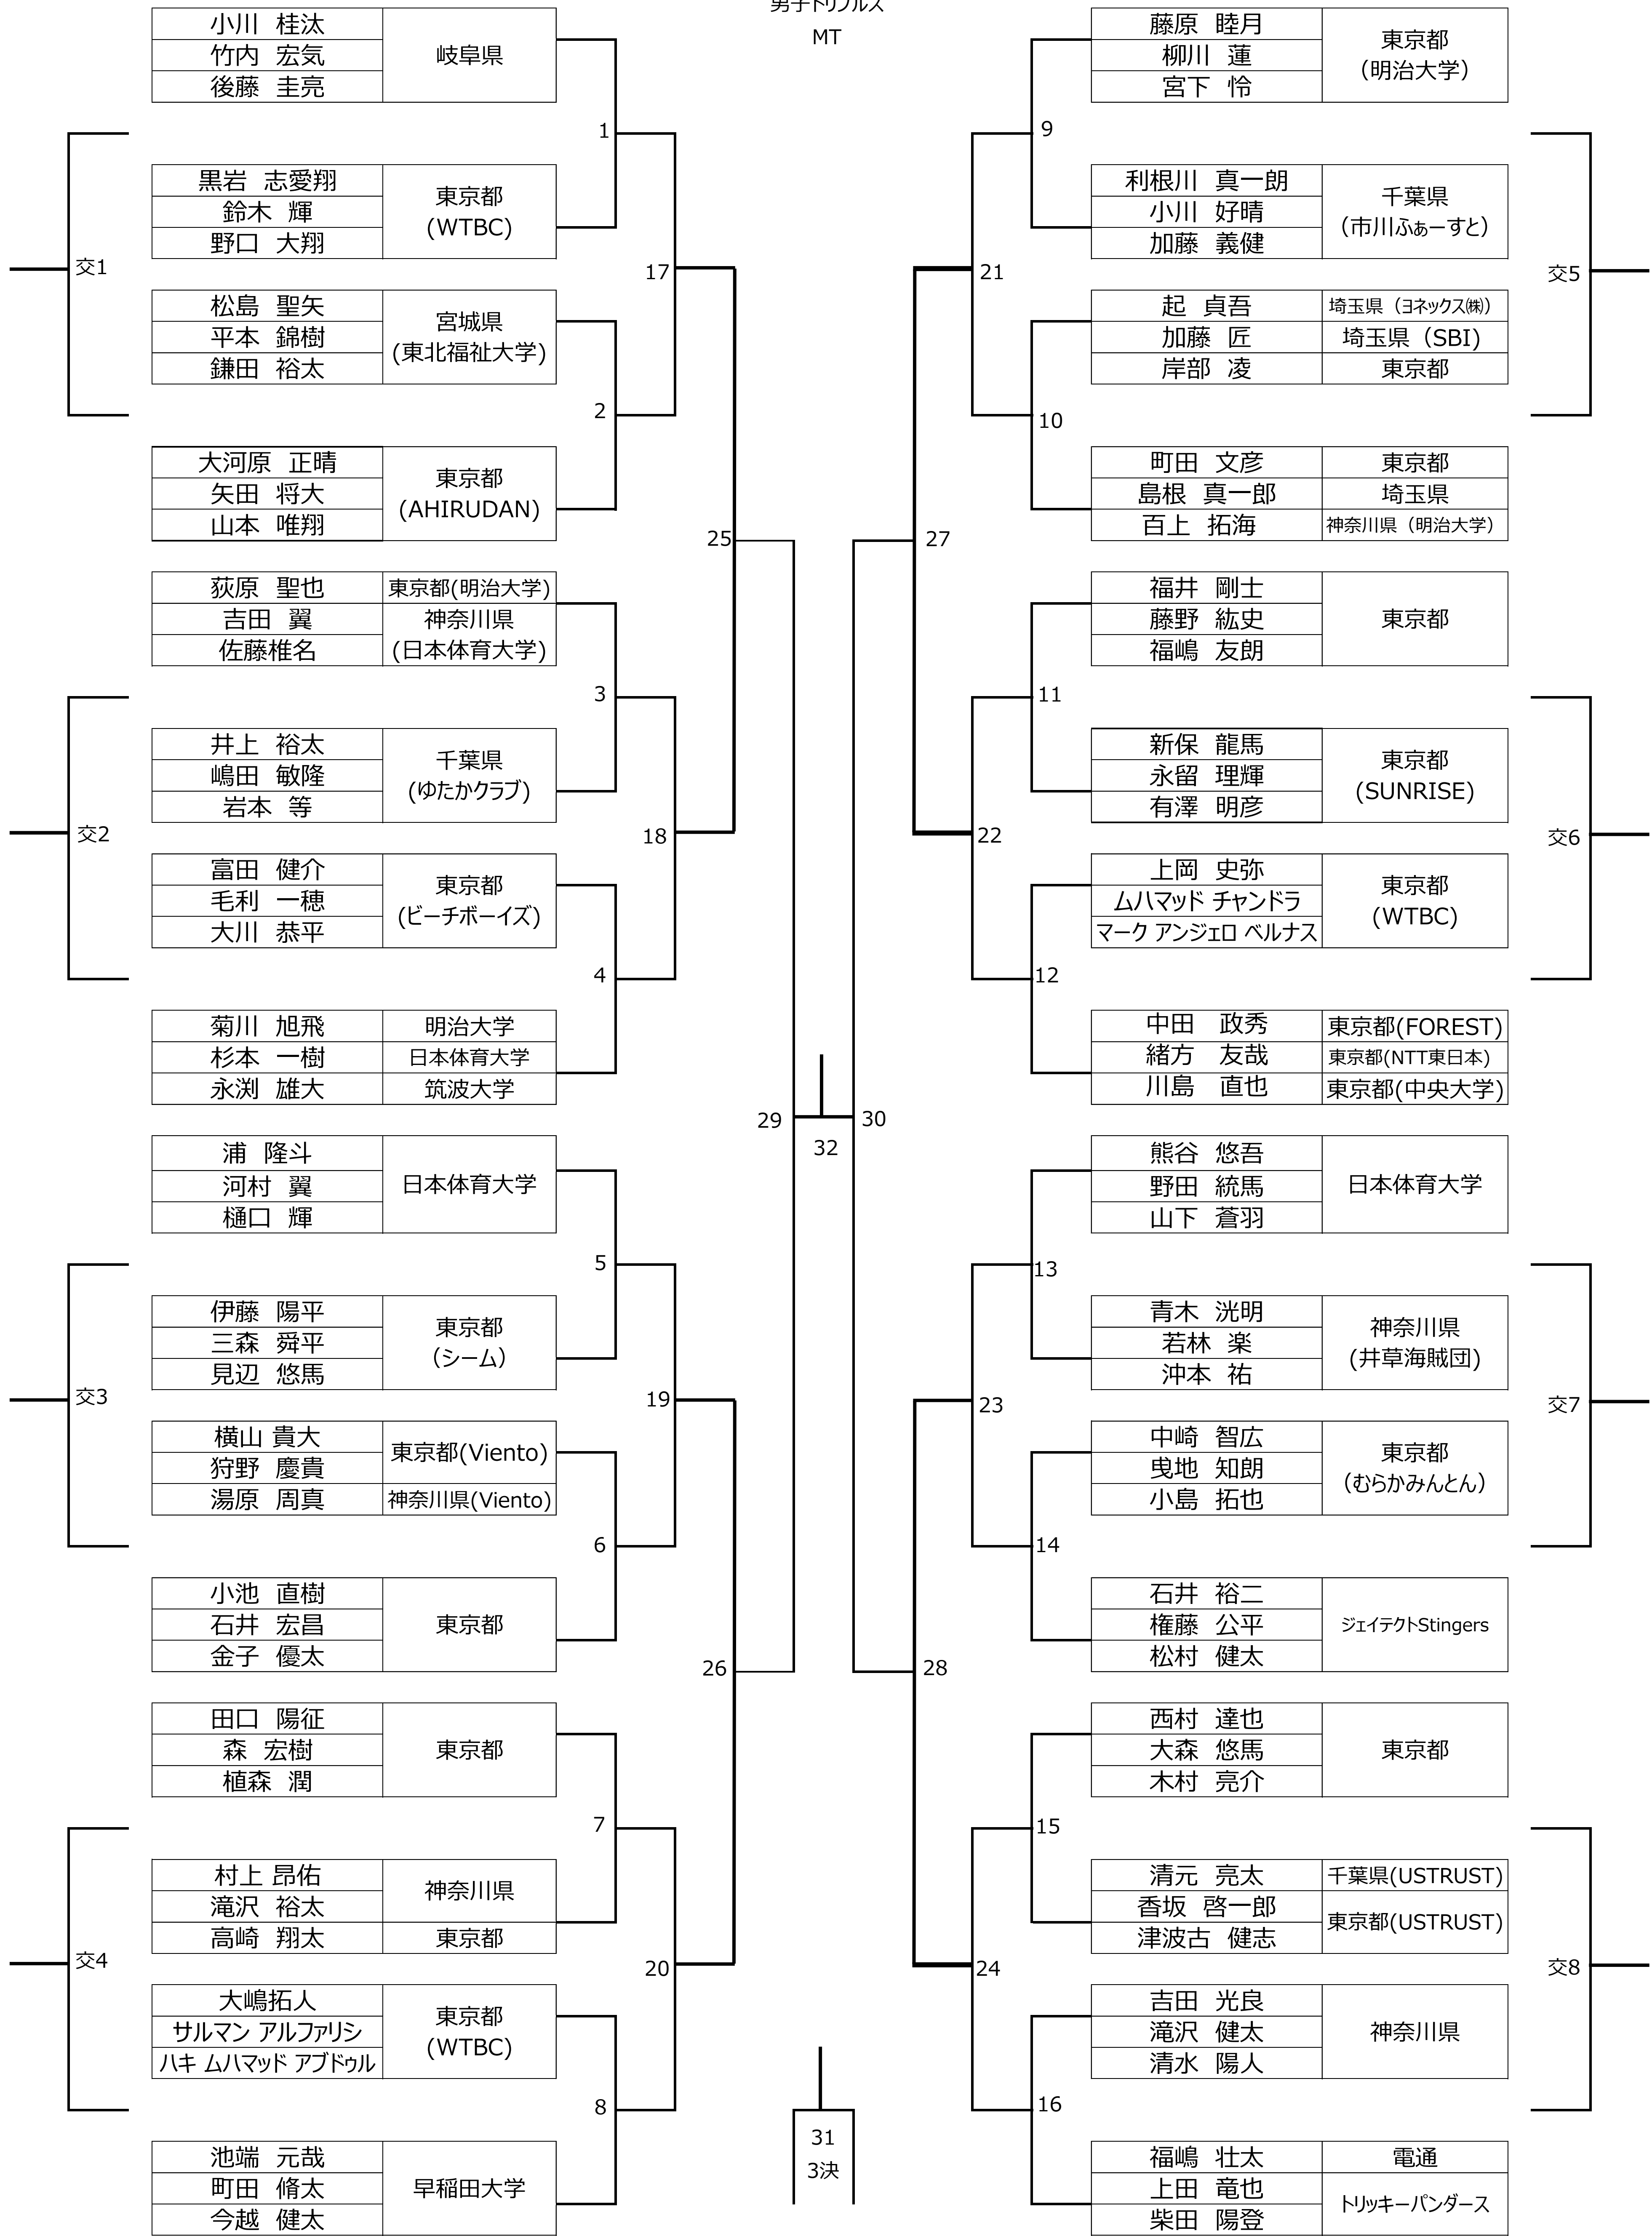 男子トリプルス
MT
小川 桂汰
竹内 宏気
後藤 圭亮
岐阜県
1
黒岩 志愛翔
鈴木 輝
野口 大翔
東京都
(WTBC)
交1
17
松島 聖矢
平本 錦樹
鎌田 裕太
宮城県
(東北福祉大学)
2
大河原 正晴
矢田 将大
山本 唯翔
東京都
(AHIRUDAN)
25
荻原 聖也
吉田 翼
佐藤椎名
東京都(明治大学)
神奈川県
(日本体育大学)
3
井上 裕太
嶋田 敏隆
岩本 等
千葉県
(ゆたかクラブ)
交2
18
富田 健介
毛利 一穂
大川 恭平
東京都
(ビーチボーイズ)
4
菊川 旭飛
杉本 一樹
永渕 雄大
明治大学
日本体育大学
筑波大学
29
浦 隆斗
河村 翼
樋口 輝
日本体育大学
5
伊藤 陽平
三森 舜平
見辺 悠馬
東京都
(シーム)
交3
19
横山 貴大
狩野 慶貴
湯原 周真
東京都(Viento)
神奈川県(Viento)
6
小池 直樹
石井 宏昌
金子 優太
東京都
26
田口 陽征
森 宏樹
植森 潤
東京都
7
村上 昂佑
滝沢 裕太
高崎 翔太
神奈川県
東京都
交4
20
大嶋拓人
サルマン アルファリシ
ハキ ムハマッド アブドゥル
東京都
(WTBC)
8
池端 元哉
町田 脩太
今越 健太
早稲田大学
32
31
3決
藤原 睦月
柳川 蓮
宮下 怜
東京都
(明治大学)
9
利根川 真一朗
小川 好晴
加藤 義健
千葉県
(市川ふぁーすと)
21
交5
起 貞吾
加藤 匠
岸部 凌
埼玉県(ヨネックス㈱)
埼玉県(SBI)
東京都
10
町田 文彦
島根 真一郎
百上 拓海
東京都
埼玉県
神奈川県(明治大学)
27
福井 剛士
藤野 紘史
福嶋 友朗
東京都
11
新保 龍馬
永留 理輝
有澤 明彦
東京都
(SUNRISE)
22
交6
上岡 史弥
ムハマッド チャンドラ
マーク アンジェロ ベルナス
東京都
(WTBC)
12
中田 政秀
緒方 友哉
川島 直也
東京都(FOREST)
東京都(NTT東日本)
東京都(中央大学)
30
熊谷 悠吾
野田 統馬
山下 蒼羽
日本体育大学
13
青木 洸明
若林 楽
沖本 祐
神奈川県
(井草海賊団)
23
交7
中崎 智広
曵地 知朗
小島 拓也
東京都
(むらかみんとん)
14
石井 裕二
権藤 公平
松村 健太
ジェイテクトStingers
28
西村 達也
大森 悠馬
木村 亮介
東京都
15
清元 亮太
香坂 啓一郎
津波古 健志
千葉県(USTRUST)
東京都(USTRUST)
24
交8
吉田 光良
滝沢 健太
清水 陽人
神奈川県
16
福嶋 壮太
上田 竜也
柴田 陽登
電通
トリッキーパンダース